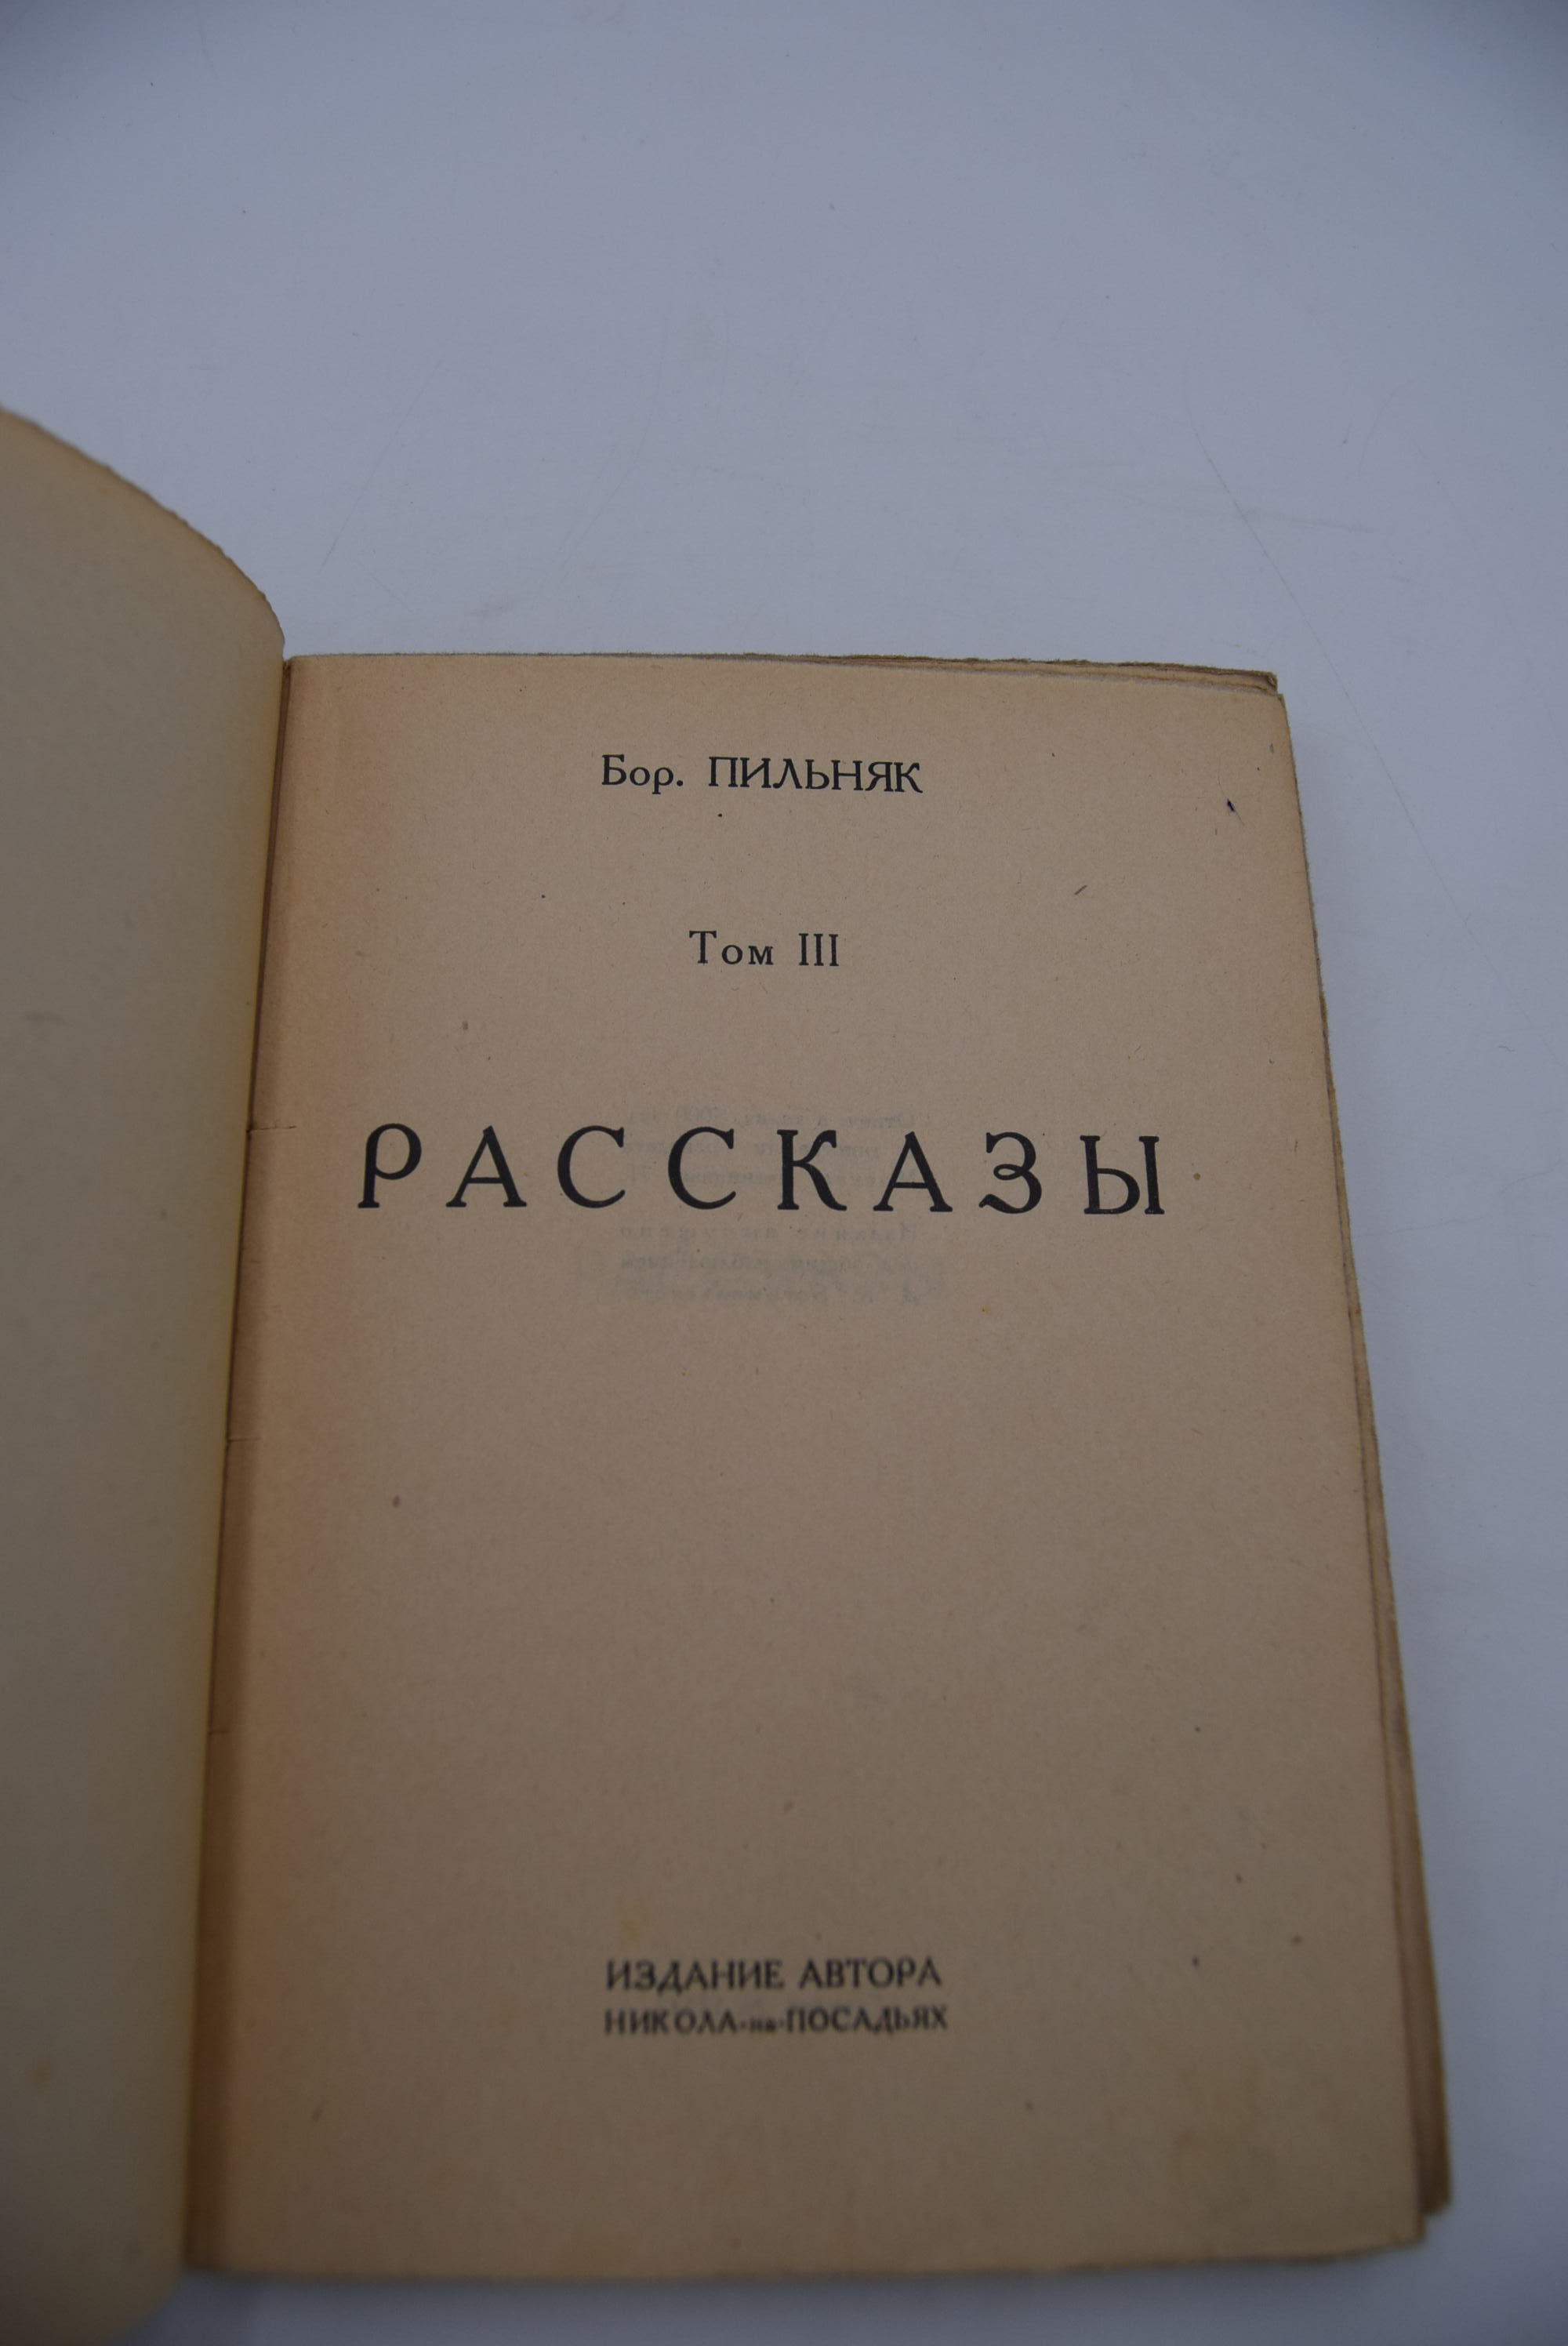 Бор. ПИЛЬНЯК
Том III
РАССКАЗЫ
ИЗДАНИЕ АВТОРА
НИКОЛА-на-ПОСАДЬЯХ